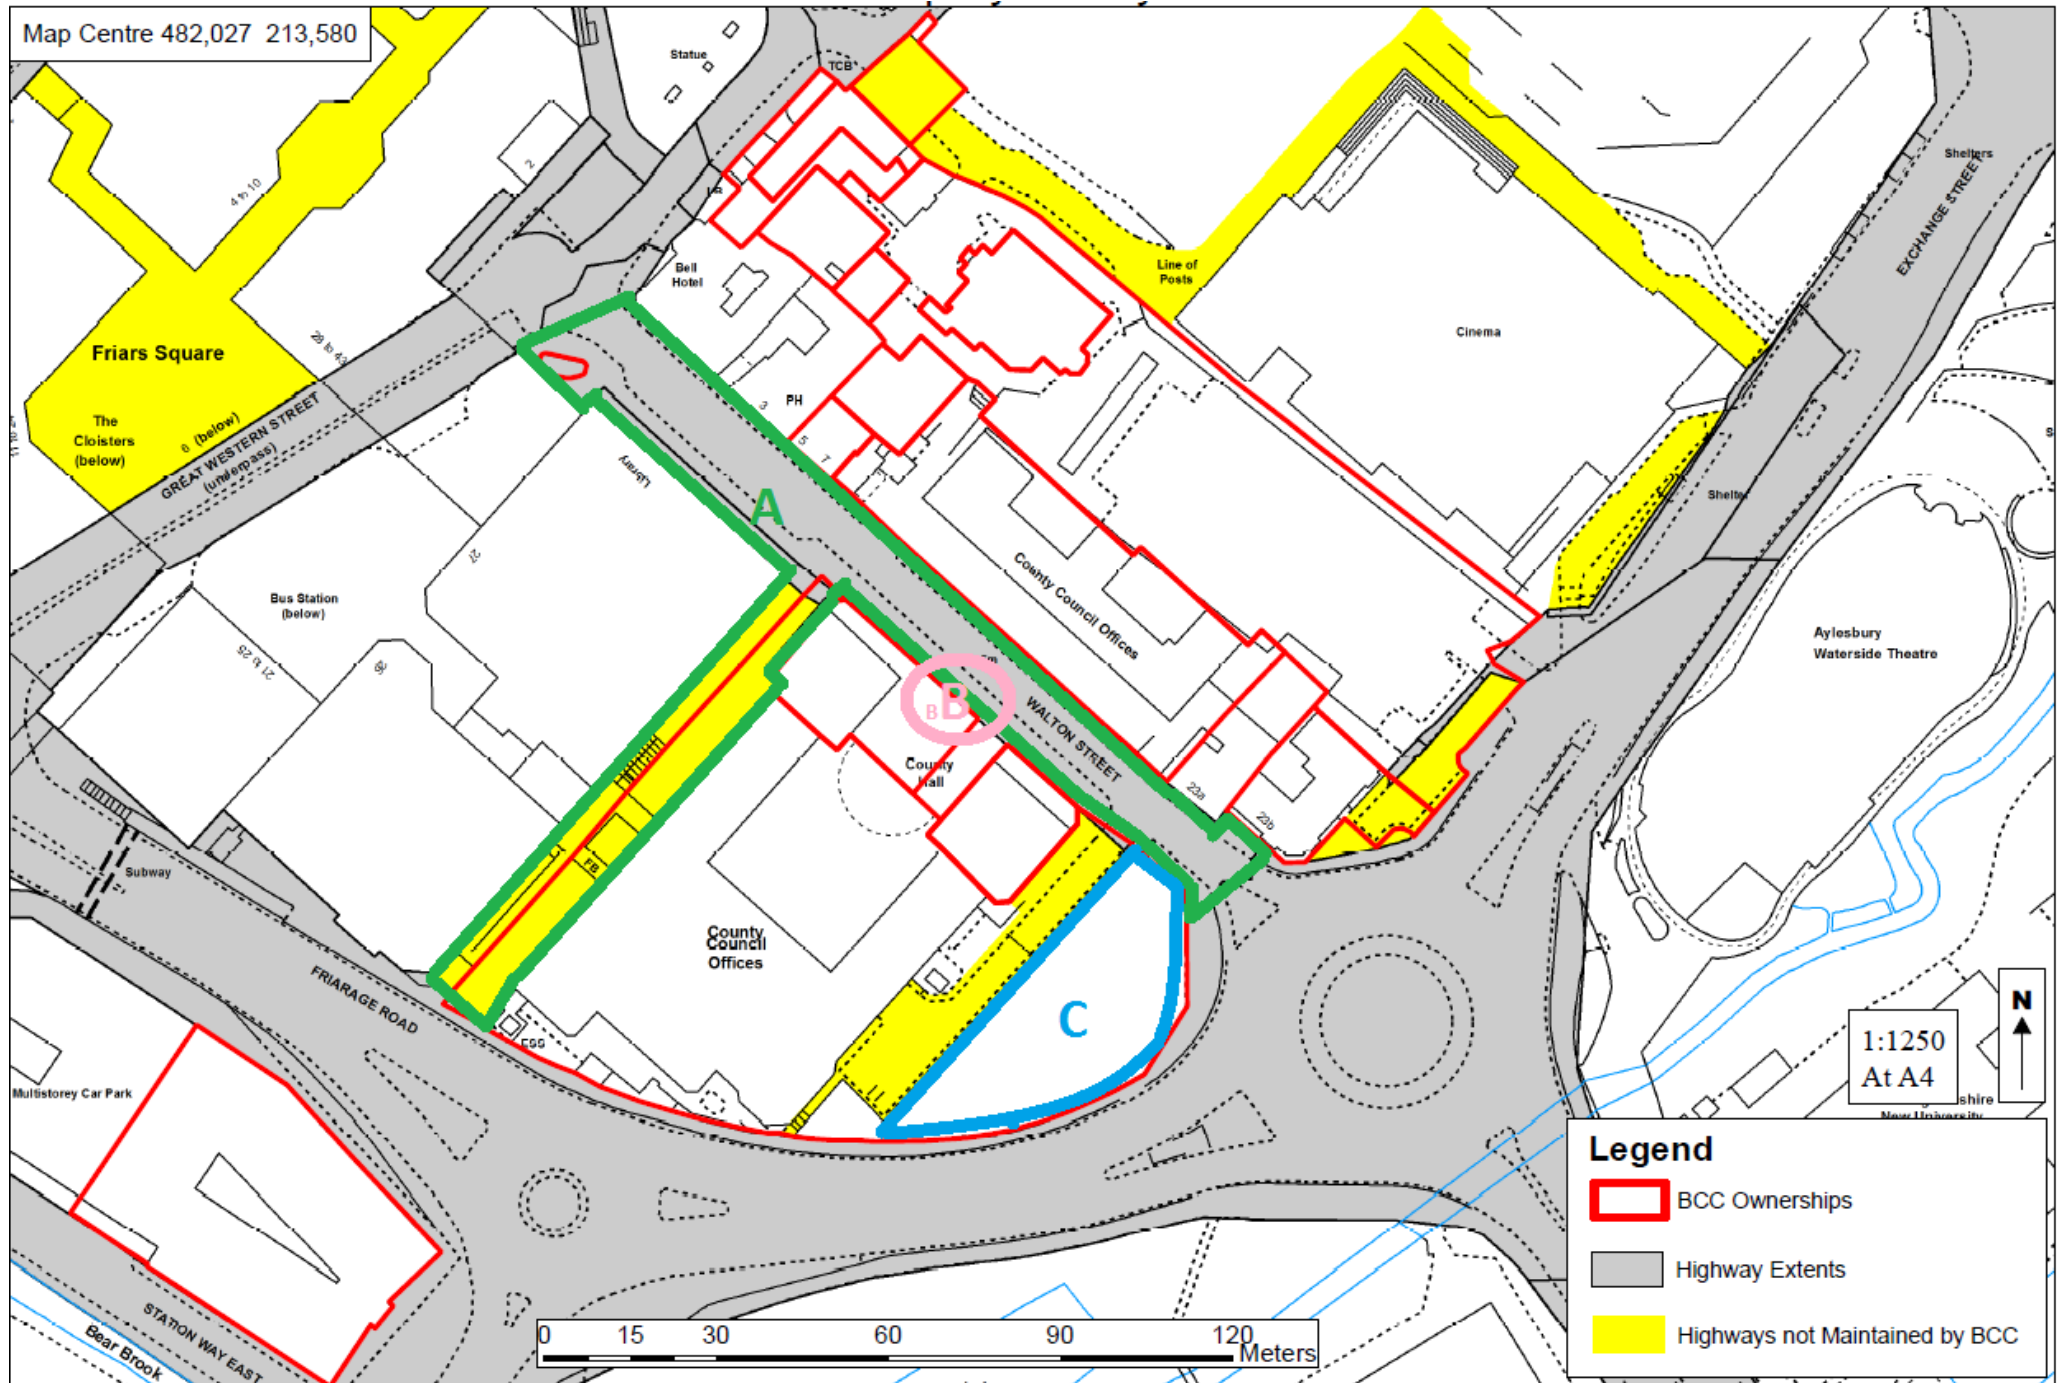 Map Centre 482,027 213,580
Statue
TCB
2
4 to 10
Shelters
EXCHANGE STREET
Bell
Hotel
Line of
Posts
Cinema
Friars Square
28 to 43
The
Cloisters
(below)
6 (below)
GREAT WESTERN STREET
(underpass)
PH
3
5
7
Library
A
27
Shelter
County Council Offices
Bus Station
(below)
21 to 25
Aylesbury
Waterside Theatre
B
B
WALTON STREET
County
Hall
23a
23b
FB
Subway
County
Council
Offices
FRIARAGE ROAD
ESS
C
Multistorey Car Park
N
1:1250
At A4
shire
New University
Legend
BCC Ownerships
Highway Extents
Highways not Maintained by BCC
STATION WAY EAST
Bear Brook
0 15 30 60 90 120
Meters